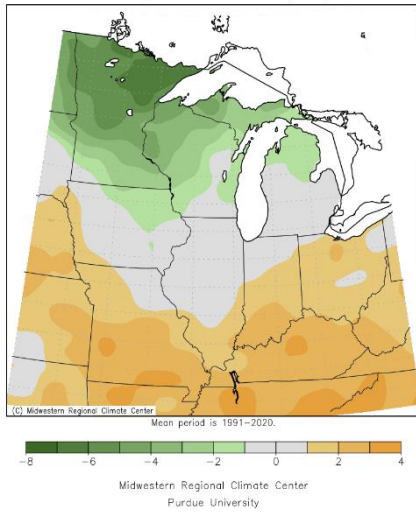 (C) Midwestern Regional Climate Center
Mean period is 1991-2020.
-8 -6 -4 -2 0 2 4
Midwestern Regional Climate Center
Purdue University